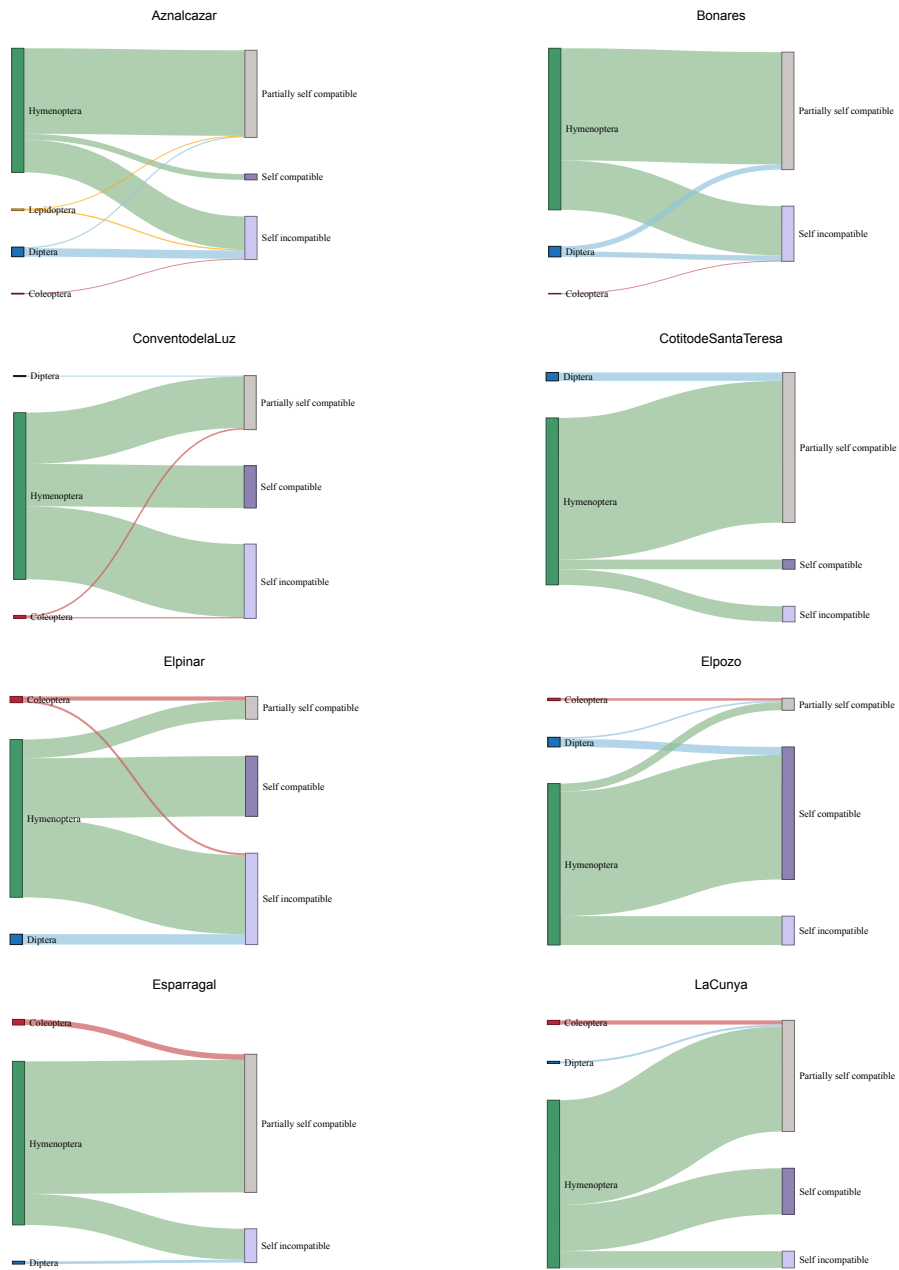 Aznalcazar
Hymenoptera
Lepidoptera
Diptera
Coleoptera
Partially self compatible
Self compatible
Self incompatible
Bonares
Hymenoptera
Diptera
Coleoptera
Partially self compatible
Self incompatible
ConventodelaLuz
Diptera
Hymenoptera
Coleoptera
Partially self compatible
Self compatible
Self incompatible
CotitodeSantaTeresa
Diptera
Hymenoptera
Partially self compatible
Self compatible
Self incompatible
Elpinar
Coleoptera
Hymenoptera
Diptera
Partially self compatible
Self compatible
Self incompatible
Elpozo
Coleoptera
Diptera
Hymenoptera
Partially self compatible
Self compatible
Self incompatible
Esparragal
Coleoptera
Hymenoptera
Diptera
Partially self compatible
Self incompatible
LaCunya
Coleoptera
Diptera
Hymenoptera
Partially self compatible
Self compatible
Self incompatible